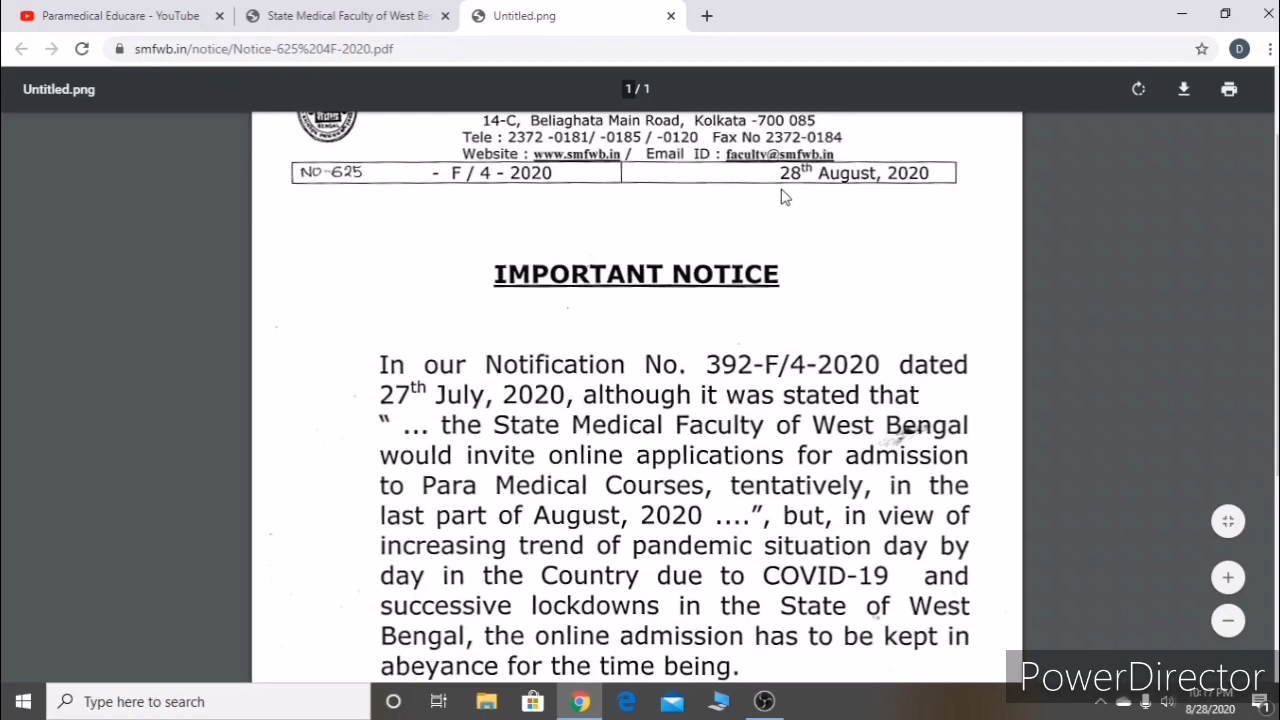 Paramedical Educare - YouTube
State Medical Faculty of West Be
Untitled.png
smfwb.in/notice/Notice-625%204F-2020.pdf
Untitled.png
1 / 1
14-C, Beliaghata Main Road, Kolkata -700 085
Tele : 2372 -0181/ -0185 / -0120 Fax No 2372-0184
Website : www.smfwb.in / Email ID : faculty@smfwb.in
NO-625 - F / 4 - 2020 28th August, 2020
IMPORTANT NOTICE
In our Notification No. 392-F/4-2020 dated
27th July, 2020, although it was stated that
“ ... the State Medical Faculty of West Bengal
would invite online applications for admission
to Para Medical Courses, tentatively, in the
last part of August, 2020 ....”, but, in view of
increasing trend of pandemic situation day by
day in the Country due to COVID-19 and
successive lockdowns in the State of West
Bengal, the online admission has to be kept in
abeyance for the time being.
PowerDirector
Type here to search
10:17 PM
8/28/2020
D
1